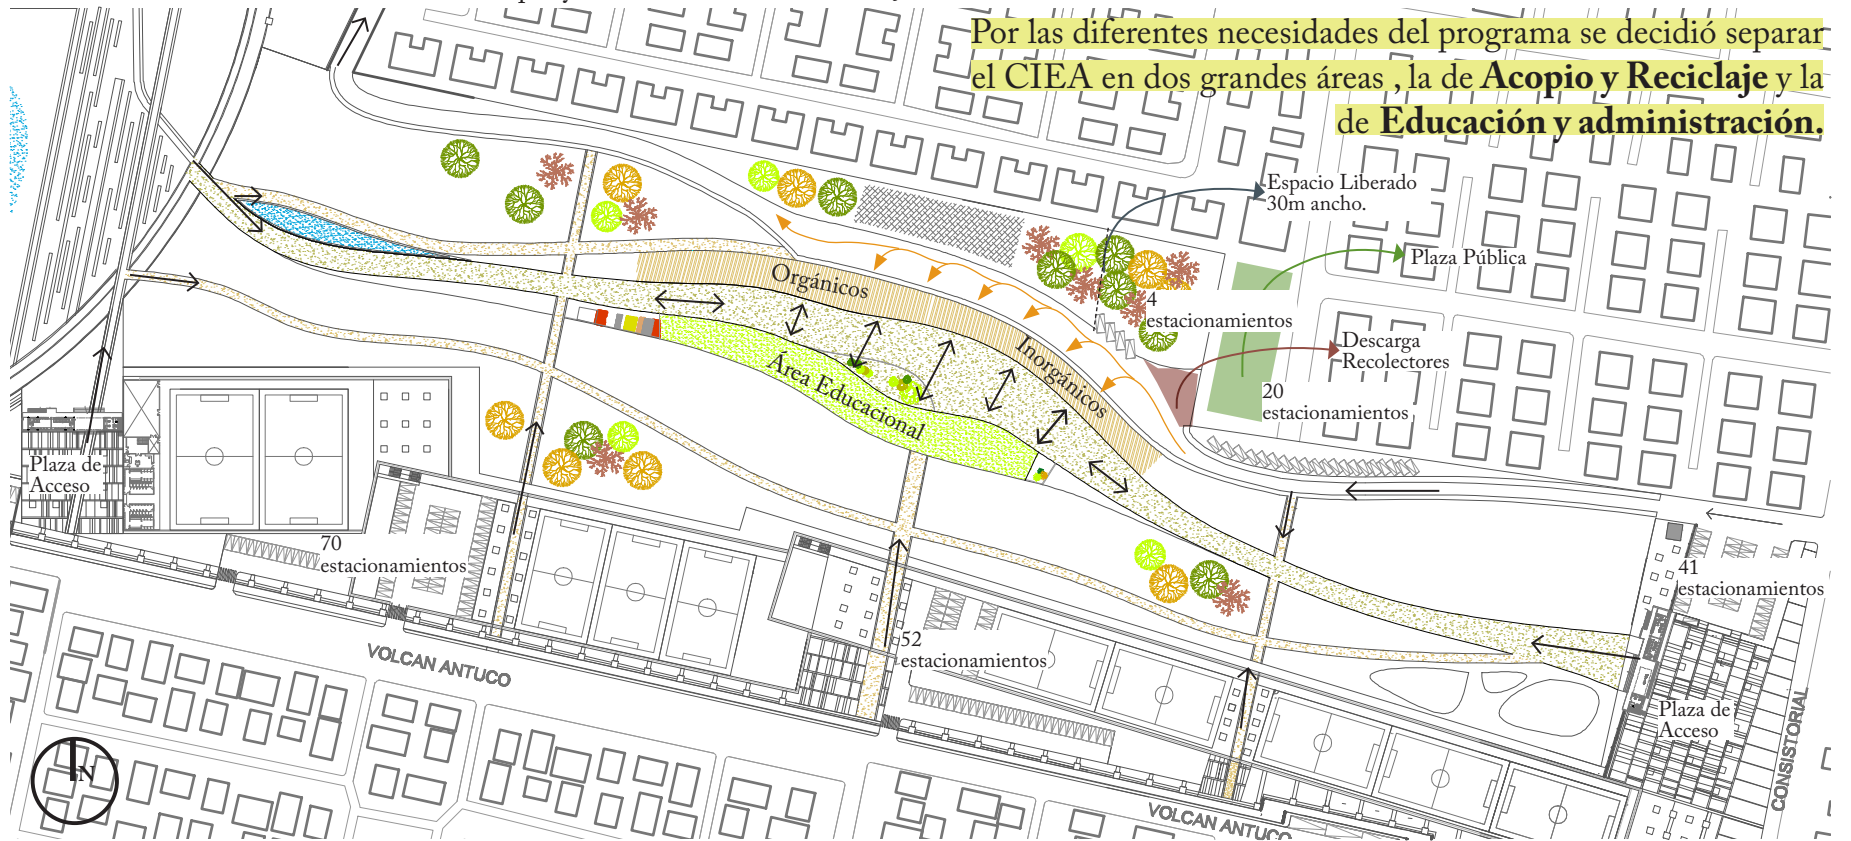 Por las diferentes necesidades del programa se decidió separar
el CIEA en dos grandes áreas , la de Acopio y Reciclaje y la
de Educación y administración.
Espacio Liberado
30m ancho.
Plaza Pública
Orgánicos
4
estacionamientos
Inorgánicos
Descarga
Recolectores
Área Educacional
20
estacionamientos
Plaza de
Acceso
70
estacionamientos
41
estacionamientos
52
estacionamientos
VOLCAN ANTUCO
Plaza de
Acceso
CONSISTORIAL
N
VOLCAN ANTUCO